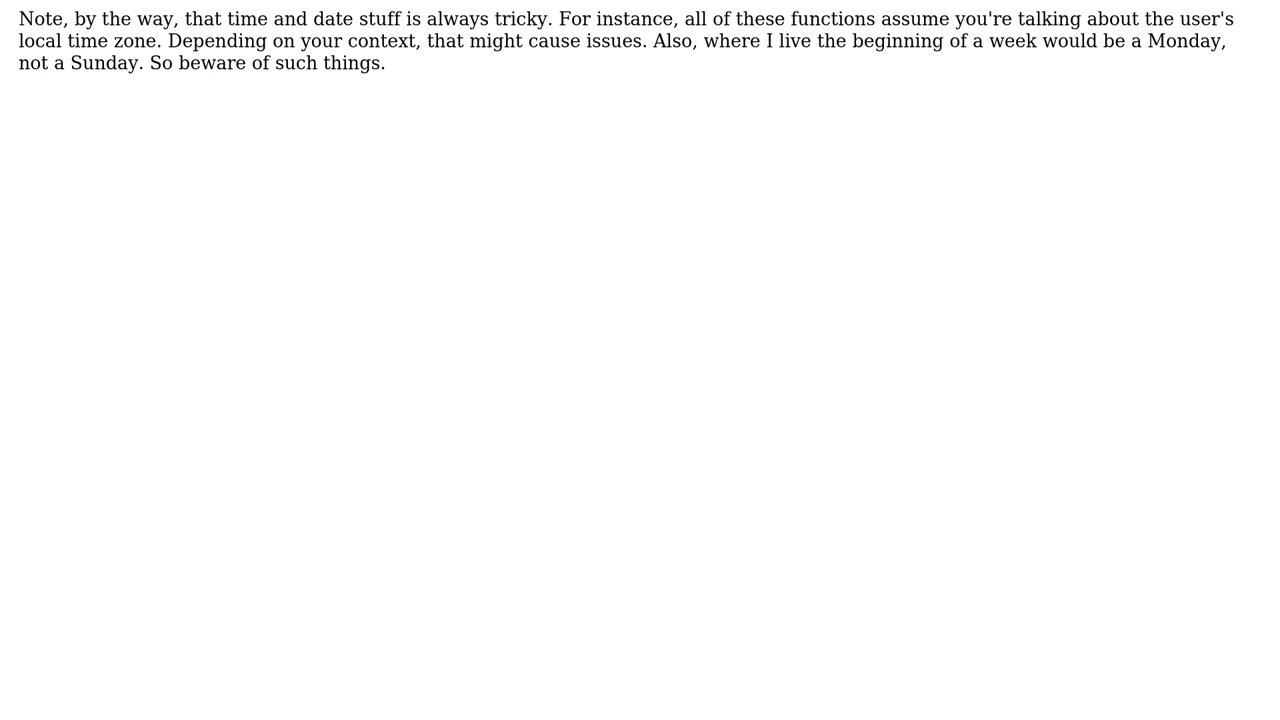 Note, by the way, that time and date stuff is always tricky. For instance, all of these functions assume you're talking about the user's
local time zone. Depending on your context, that might cause issues. Also, where I live the beginning of a week would be a Monday,
not a Sunday. So beware of such things.